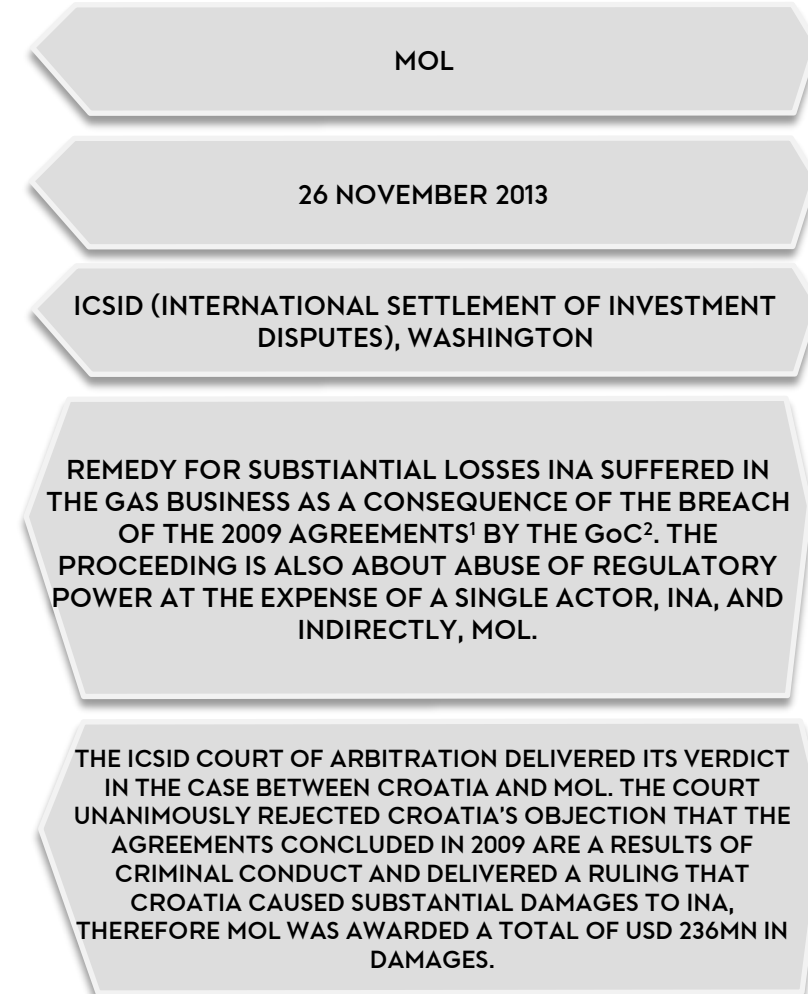 MOL
26 NOVEMBER 2013
ICSID (INTERNATIONAL SETTLEMENT OF INVESTMENT
DISPUTES), WASHINGTON
REMEDY FOR SUBSTIANTIAL LOSSES INA SUFFERED IN
THE GAS BUSINESS AS A CONSEQUENCE OF THE BREACH
OF THE 2009 AGREEMENTS¹ BY THE GoC². THE
PROCEEDING IS ALSO ABOUT ABUSE OF REGULATORY
POWER AT THE EXPENSE OF A SINGLE ACTOR, INA, AND
INDIRECTLY, MOL.
THE ICSID COURT OF ARBITRATION DELIVERED ITS VERDICT
IN THE CASE BETWEEN CROATIA AND MOL. THE COURT
UNANIMOUSLY REJECTED CROATIA'S OBJECTION THAT THE
AGREEMENTS CONCLUDED IN 2009 ARE A RESULTS OF
CRIMINAL CONDUCT AND DELIVERED A RULING THAT
CROATIA CAUSED SUBSTANTIAL DAMAGES TO INA,
THEREFORE MOL WAS AWARDED A TOTAL OF USD 236MN IN
DAMAGES.